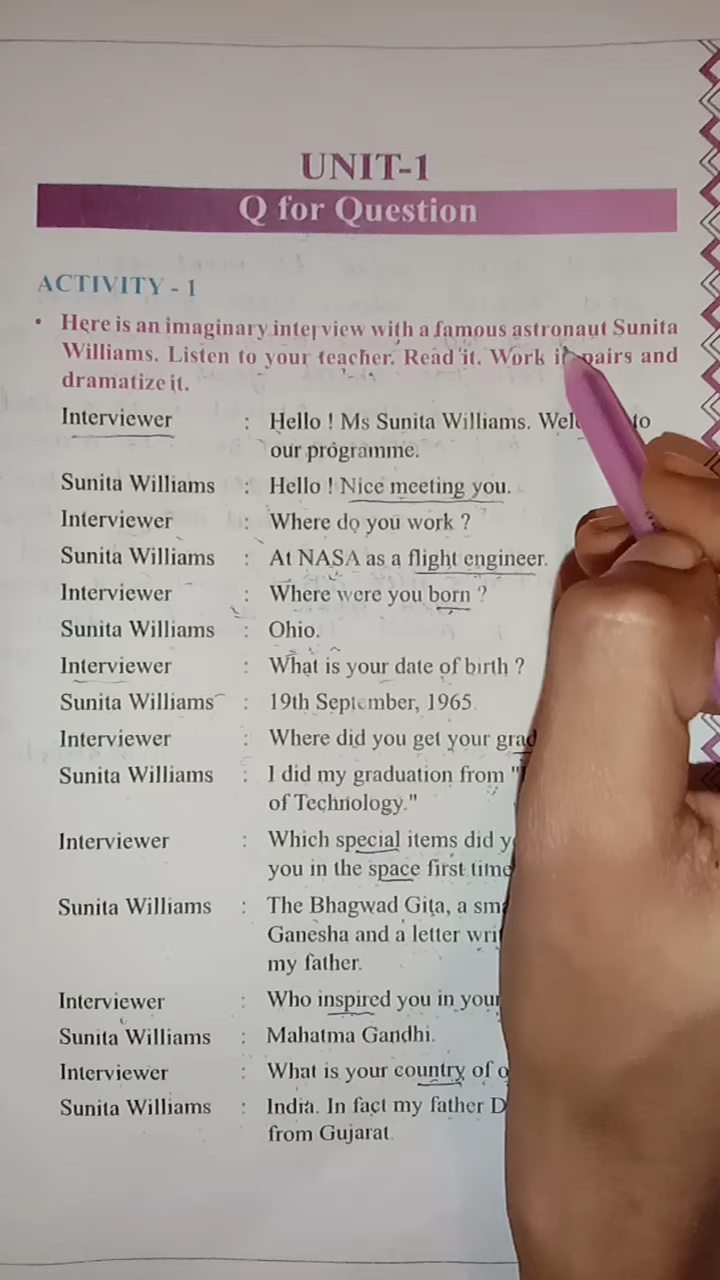 UNIT-1
Q for Question
ACTIVITY - 1
• Here is an imaginary interview with a famous astronaut Sunita
Williams. Listen to your teacher. Read it. Work pairs and
dramatize it.
Interviewer : Hello ! Ms Sunita Williams. to
our programme.
Sunita Williams : Hello ! Nice meeting you.
Interviewer : Where do you work ?
Sunita Williams : At NASA as a flight engineer.
Interviewer : Where were you born ?
Sunita Williams : Ohio.
Interviewer : What is your date of birth ?
Sunita Williams : 19th September, 1965
Interviewer : Where did you get your
Sunita Williams : I did my graduation from
of Technology."
Interviewer : Which special items did
you in the space first time
Sunita Williams : The Bhagwad Gita, a
Ganesha and a letter
my father.
Interviewer : Who inspired you in your
Sunita Williams : Mahatma Gandhi.
Interviewer : What is your country of
Sunita Williams : India. In fact my father
from Gujarat.